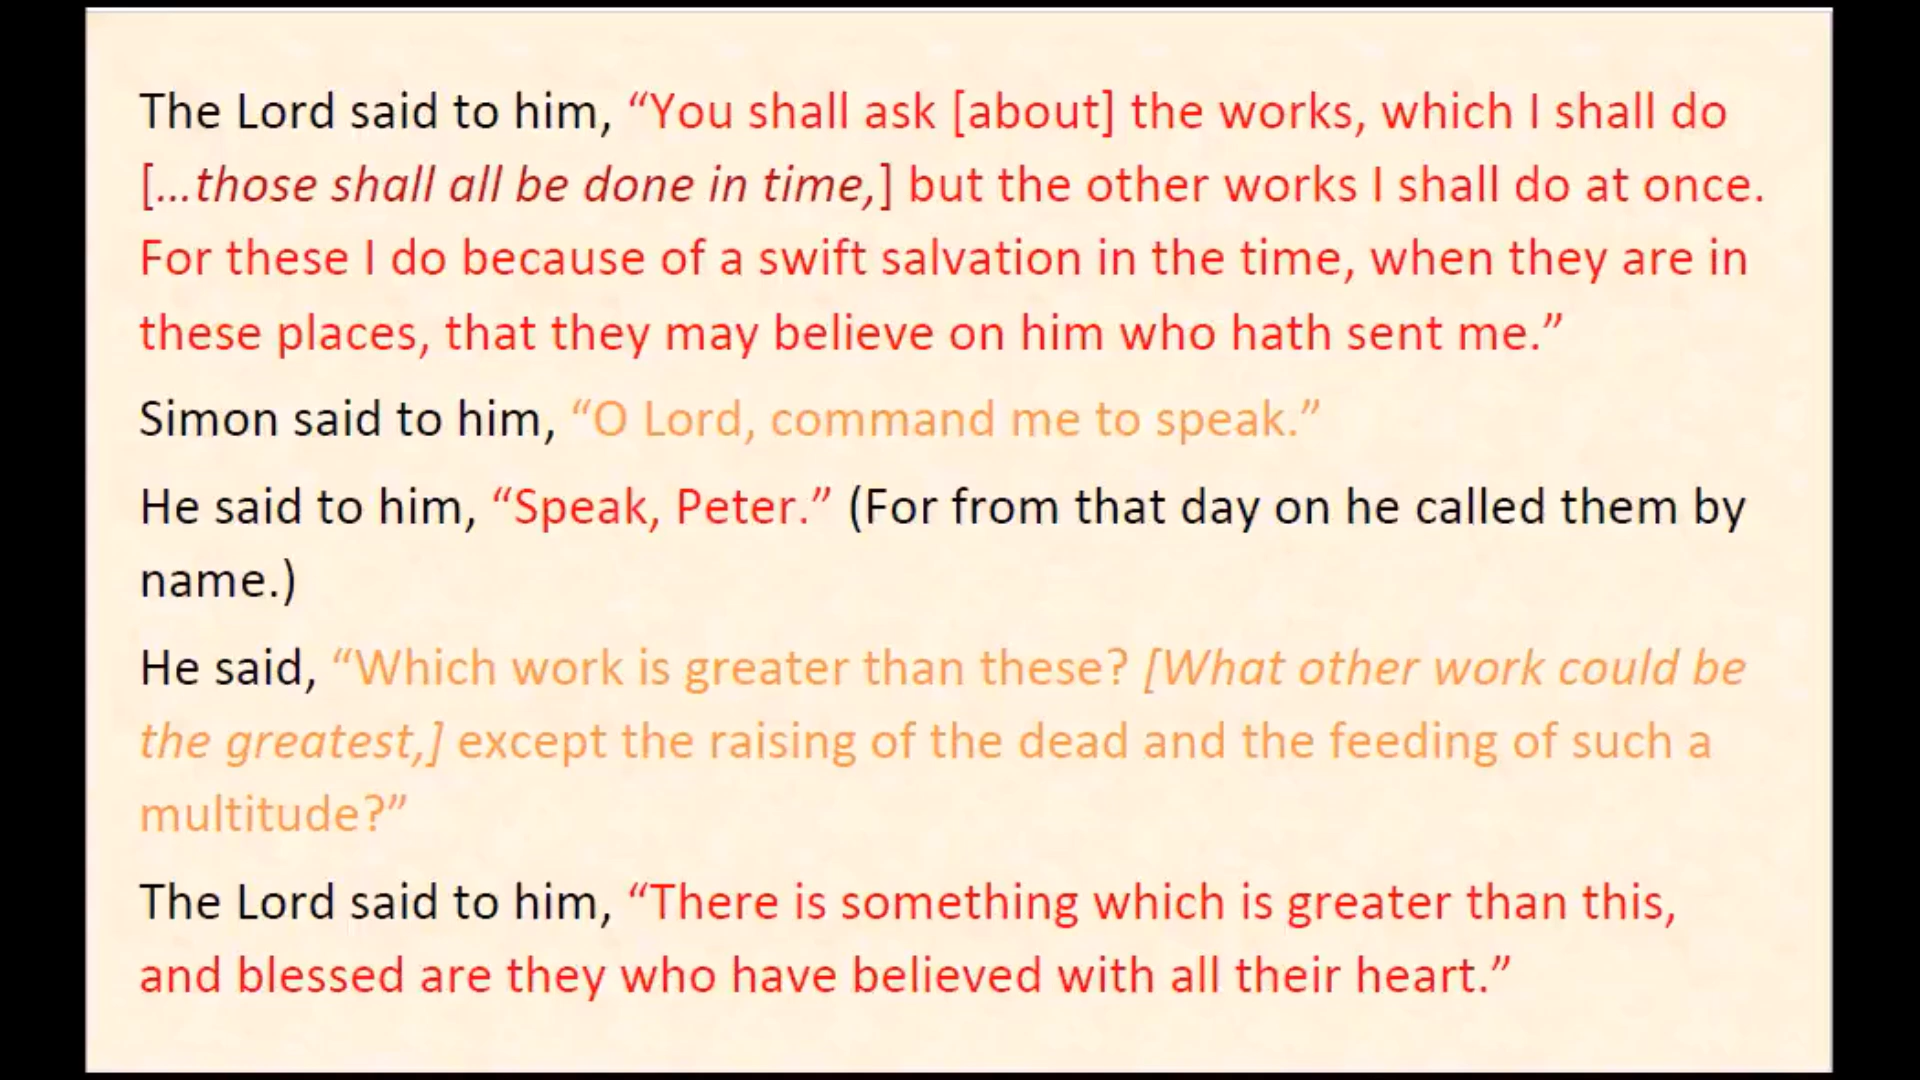 The Lord said to him, “You shall ask [about] the works, which I shall do
[…those shall all be done in time,] but the other works I shall do at once.
For these I do because of a swift salvation in the time, when they are in
these places, that they may believe on him who hath sent me.”
Simon said to him, “O Lord, command me to speak.”
He said to him, “Speak, Peter.” (For from that day on he called them by
name.)
He said, “Which work is greater than these? [What other work could be
the greatest,] except the raising of the dead and the feeding of such a
multitude?”
The Lord said to him, “There is something which is greater than this,
and blessed are they who have believed with all their heart.”